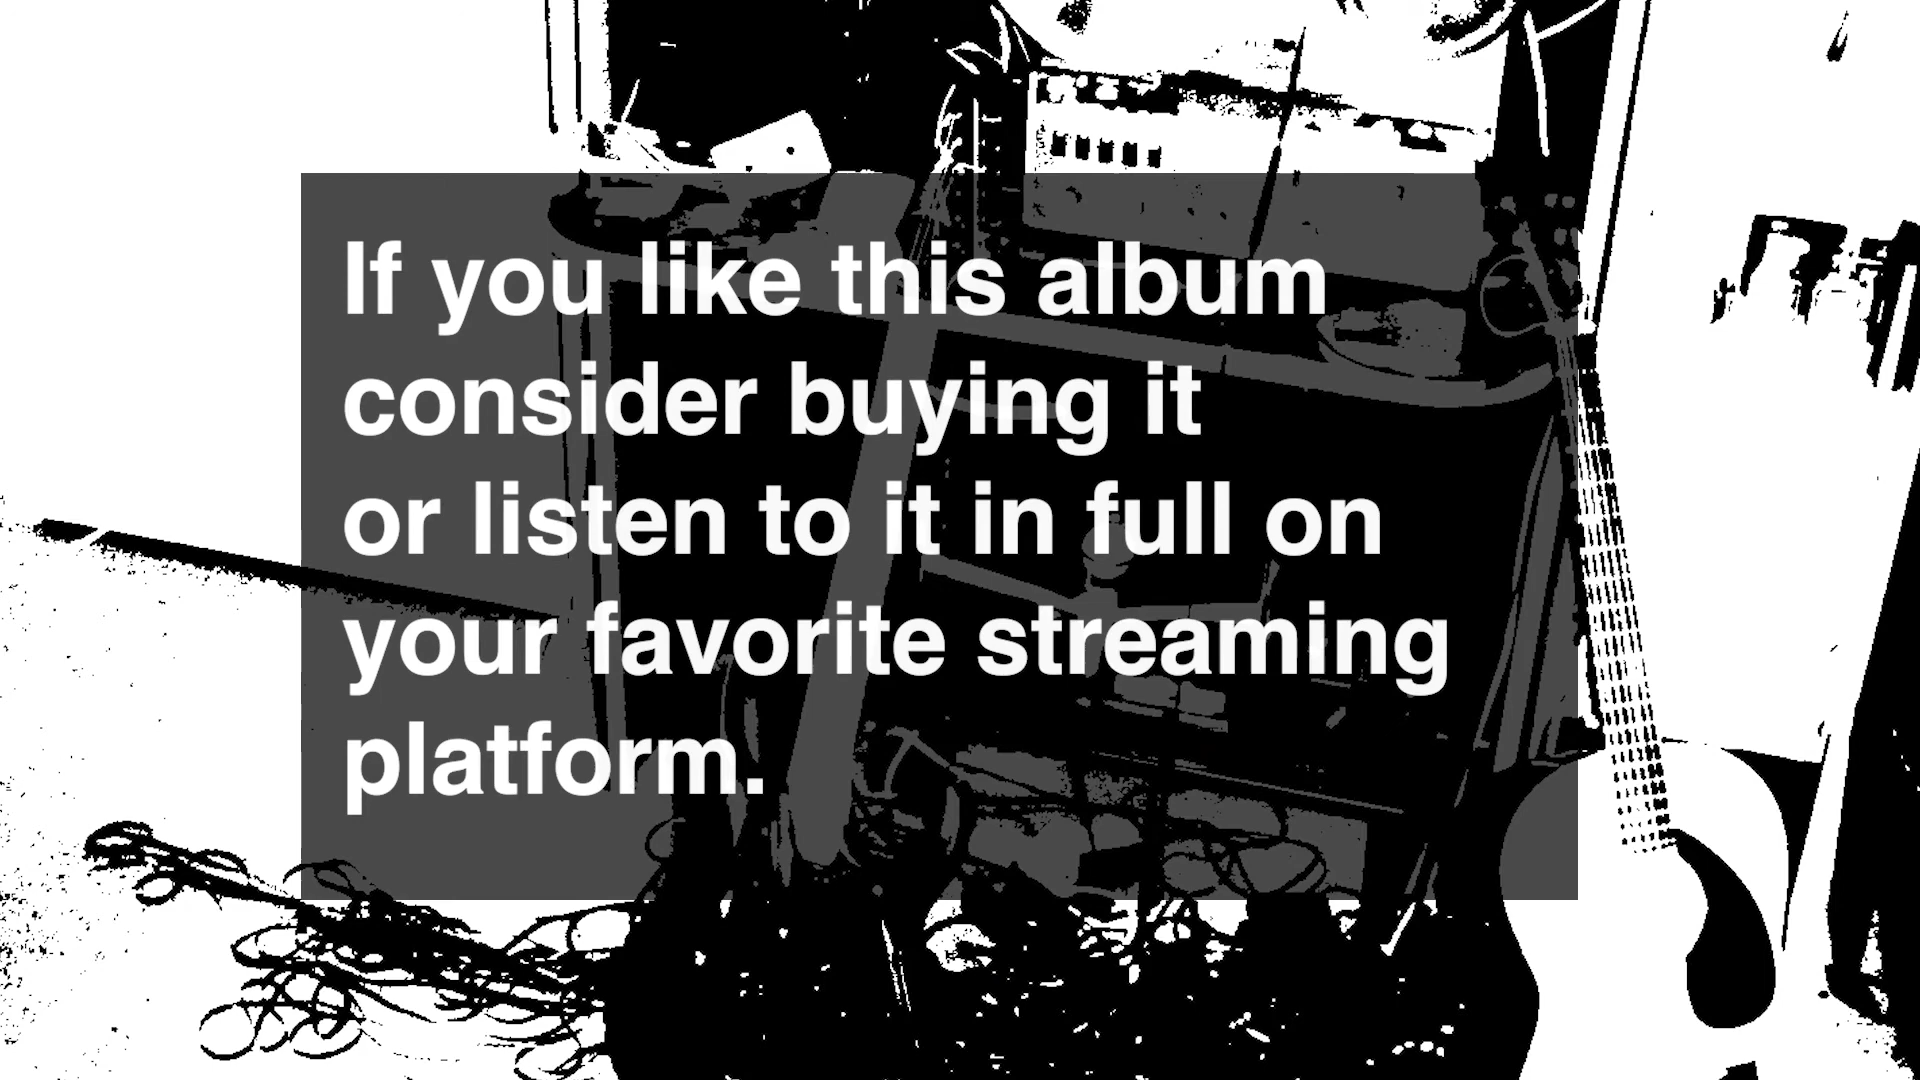 If you like this album
consider buying it
or listen to it in full on
your favorite streaming
platform.